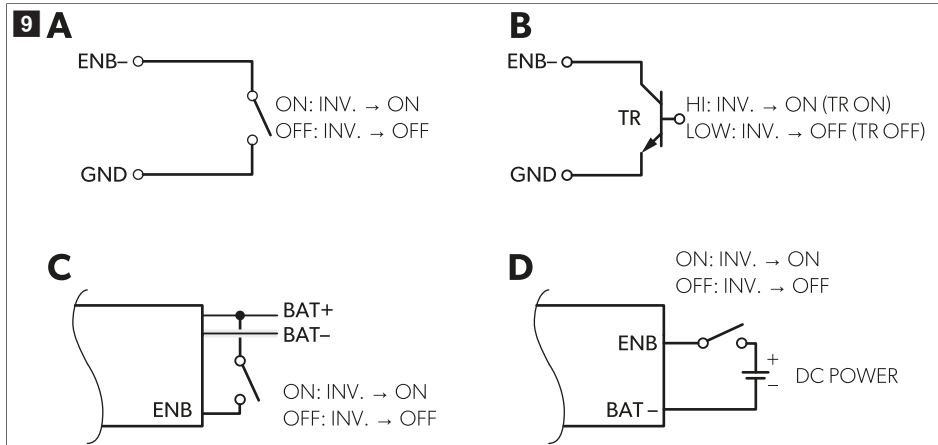 9 A
ENB–
ON: INV. → ON
OFF: INV. → OFF
GND
B
ENB–
TR
HI: INV. → ON (TR ON)
LOW: INV. → OFF (TR OFF)
GND
C
BAT+
BAT–
ENB
ON: INV. → ON
OFF: INV. → OFF
D
ON: INV. → ON
OFF: INV. → OFF
ENB
+
–
DC POWER
BAT –